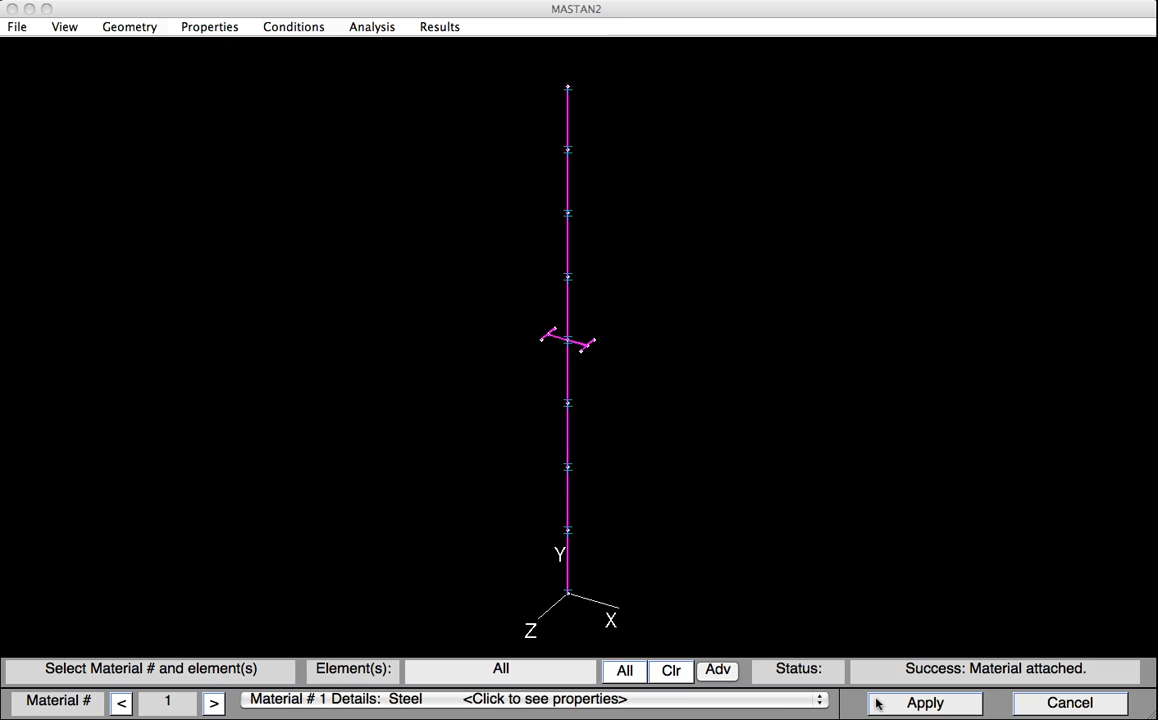 MASTAN2
File View Geometry Properties Conditions Analysis Results
Y
X
Z
Select Material # and element(s) Element(s): All All Clr Adv Status: Success: Material attached.
Material # < 1 > Material # 1 Details: Steel <Click to see properties> Apply Cancel